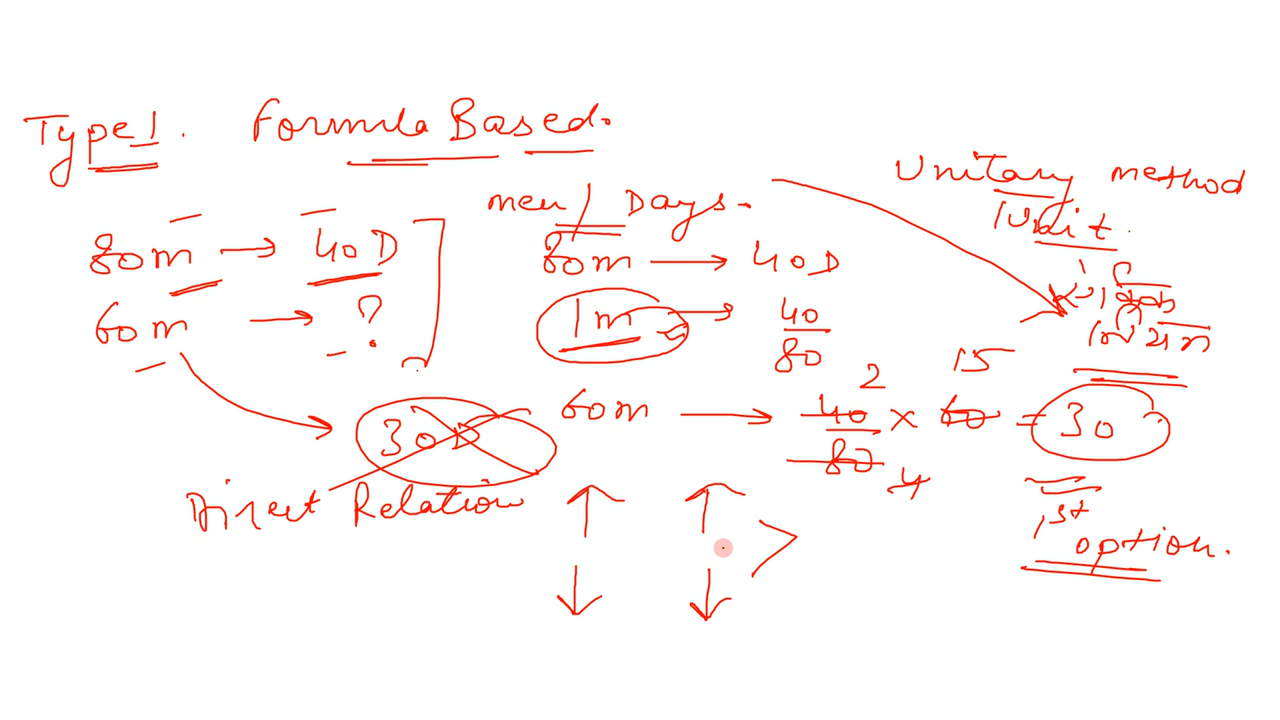 Type 1. Formula Based.
Unitary method
1 Unit.
men / Days.
80m → 40D
60m → ?
80m → 40D
1m → 40/80
60m → 40/80 × 60 = 30
2
15
4
30D
Direct Relation
1st
option.